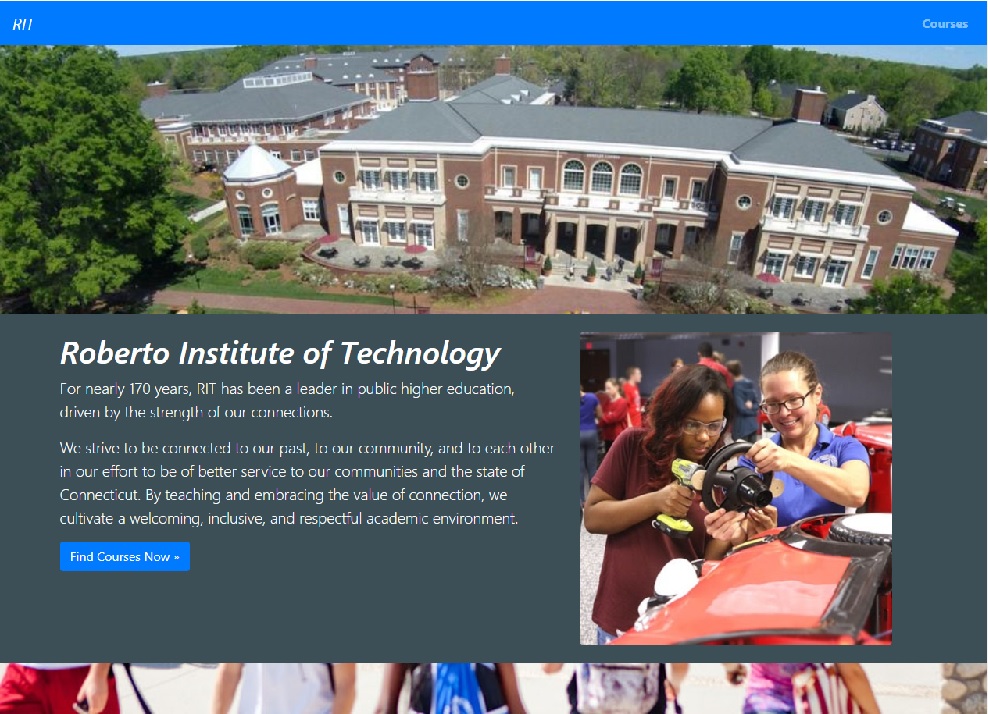 RIT
Courses
Roberto Institute of Technology
For nearly 170 years, RIT has been a leader in public higher education,
driven by the strength of our connections.
We strive to be connected to our past, to our community, and to each other
in our effort to be of better service to our communities and the state of
Connecticut. By teaching and embracing the value of connection, we
cultivate a welcoming, inclusive, and respectful academic environment.
Find Courses Now »